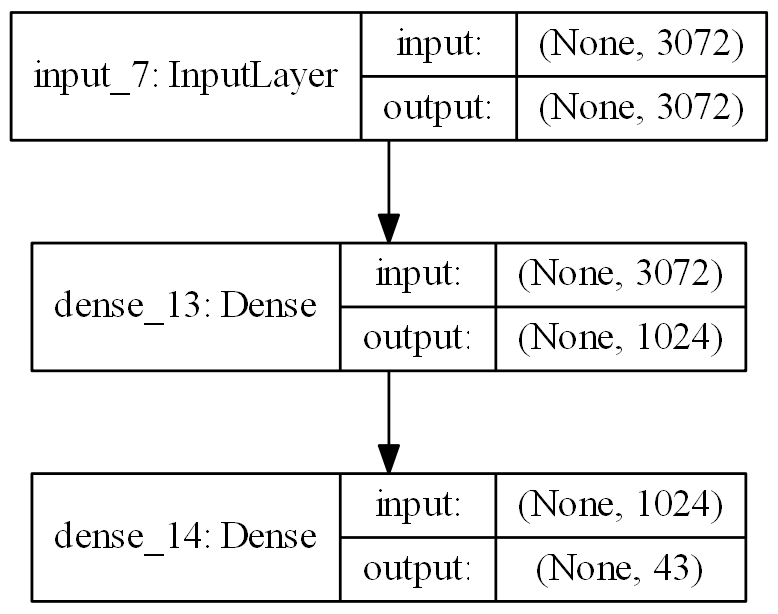 input_7: InputLayer
input:
(None, 3072)
output:
(None, 3072)
dense_13: Dense
input:
(None, 3072)
output:
(None, 1024)
dense_14: Dense
input:
(None, 1024)
output:
(None, 43)